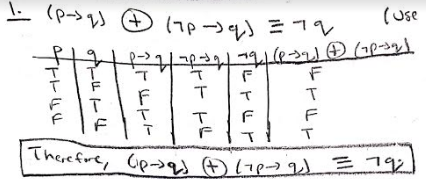 1. (p→q) ⊕ (¬p→q) ≡ ¬q (use
p q p→q ¬p→q ¬q (p→q) ⊕ (¬p→q)
T T T T F F
T F F T T T
F T T T F F
F F T F T T
Therefore, (p→q) ⊕ (¬p→q) ≡ ¬q